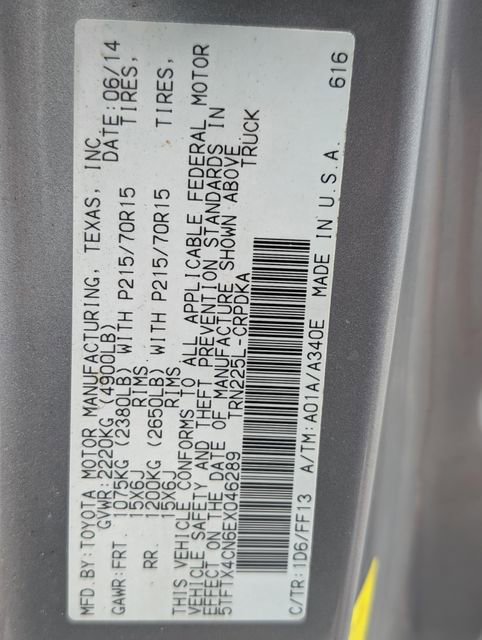 MFD.BY:TOYOTA MOTOR MANUFACTURING, TEXAS, INC.
GVWR:2220KG (4900LB) DATE:06/14
GAWR:FRT. 1075KG (2380LB) WITH P215/70R15 TIRES,
15X6J RIMS
RR. 1200KG (2650LB) WITH P215/70R15 TIRES,
15X6J RIMS
THIS VEHICLE CONFORMS TO ALL APPLICABLE FEDERAL MOTOR
VEHICLE SAFETY AND THEFT PREVENTION STANDARDS IN
EFFECT ON THE DATE OF MANUFACTURE SHOWN ABOVE.
5TFTX4CN6EX046289 TRN225L-CRPDKA TRUCK
C/TR:1D6/FF13 A/TM:A01A/A340E MADE IN U.S.A. 616